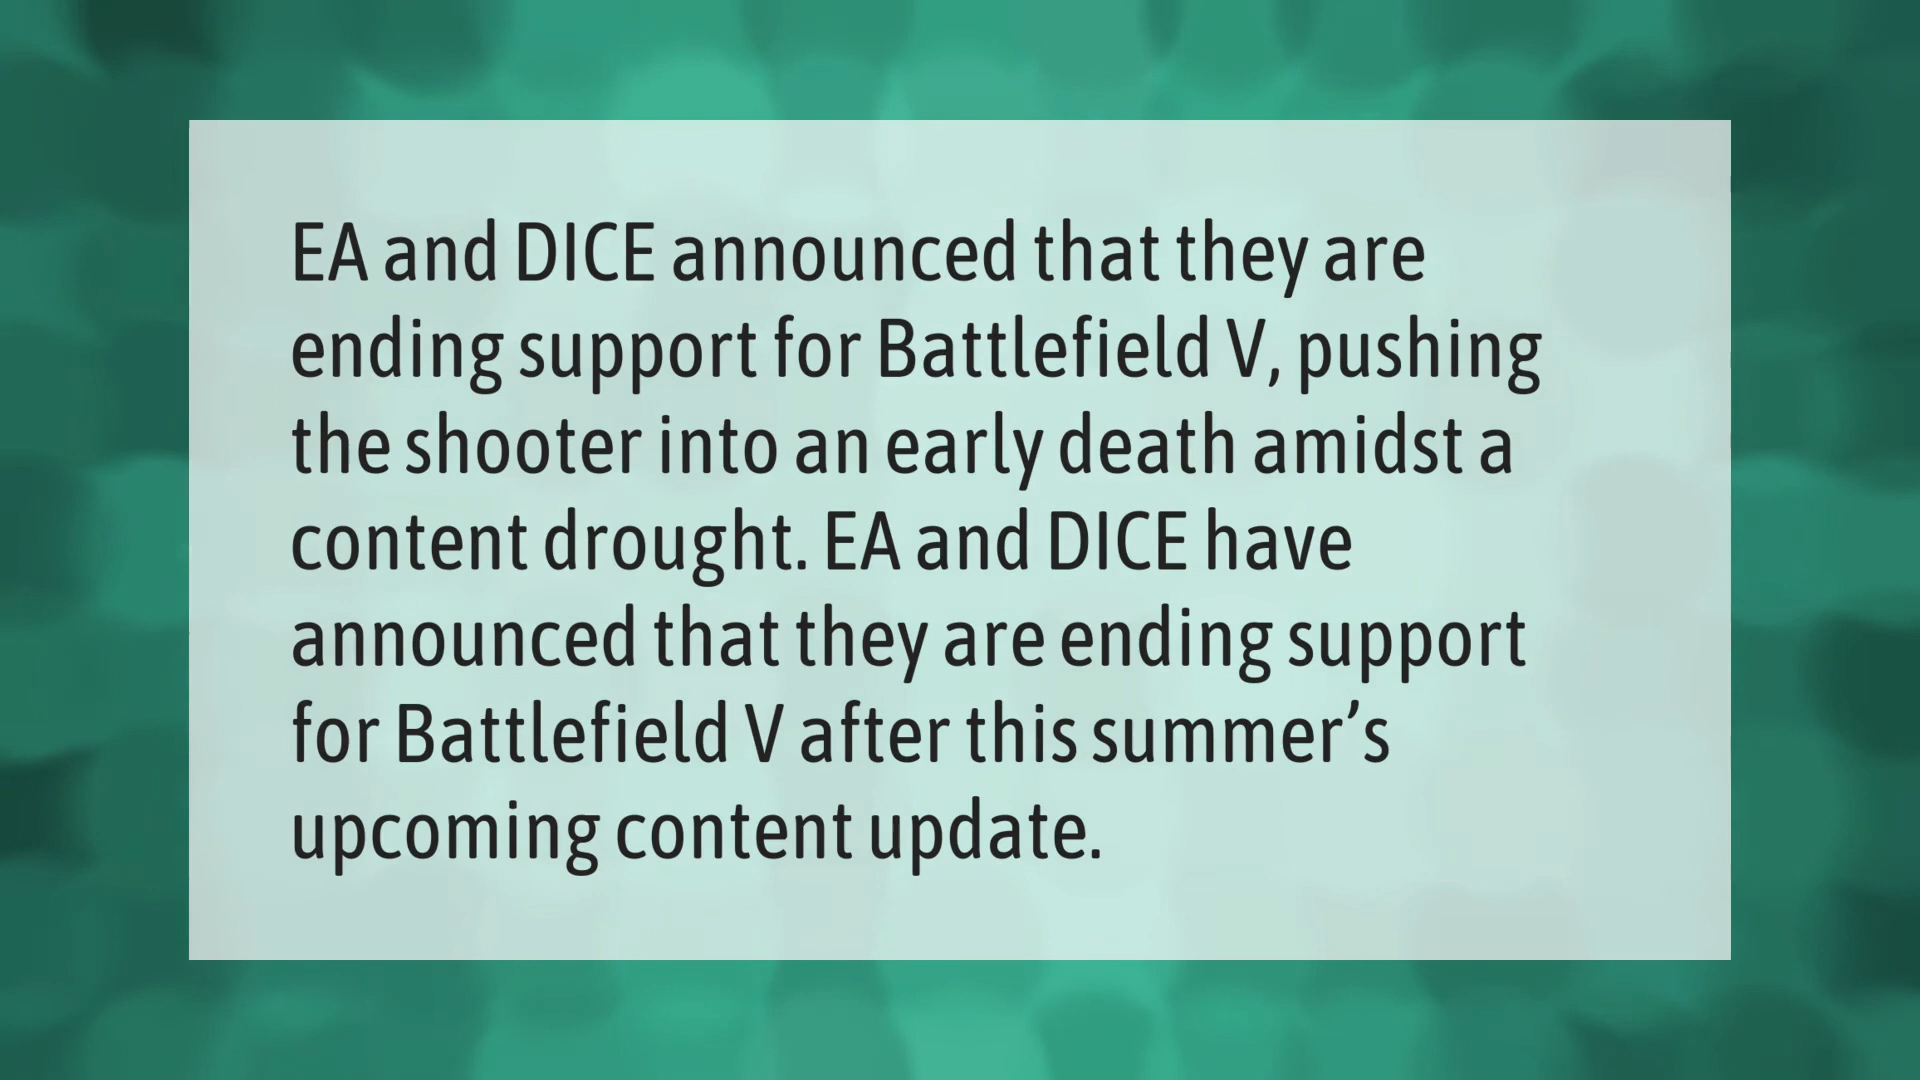 EA and DICE announced that they are
ending support for Battlefield V, pushing
the shooter into an early death amidst a
content drought. EA and DICE have
announced that they are ending support
for Battlefield V after this summer’s
upcoming content update.